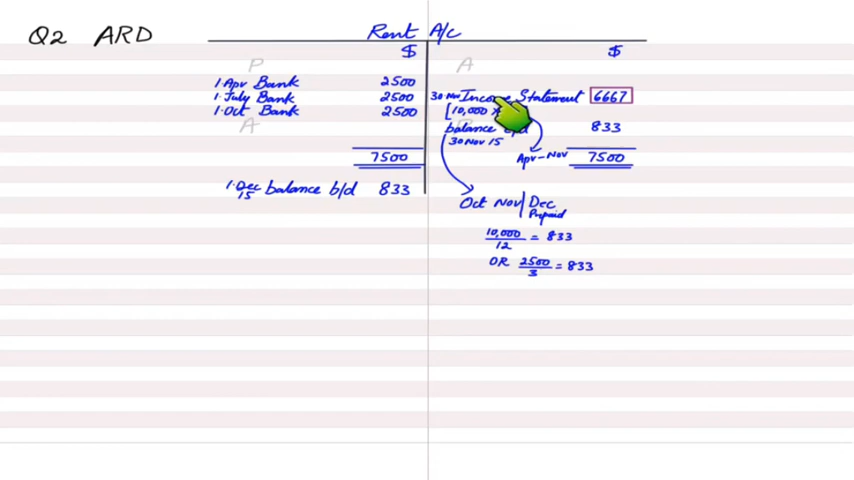 Q2 ARD
Rent A/c
$ $
P A
1 Apr Bank 2500
1 July Bank 2500
1 Oct Bank 2500
A
7500
1 Dec 15 balance b/d 833
30 Nov Income Statement 6667
[10,000 ×
balance 833
30 Nov 15
Apr - Nov 7500
Oct Nov/Dec
Prepaid
10,000/12 = 833
OR 2500/3 = 833